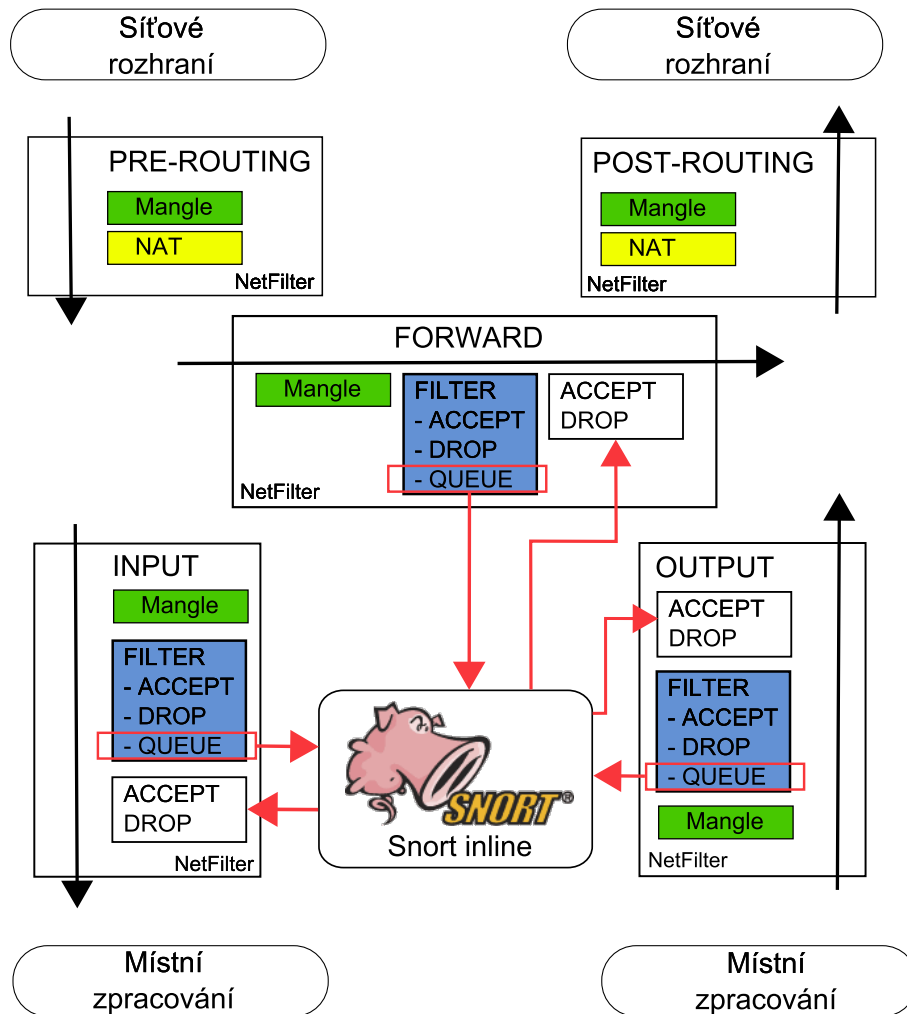 Síťové
rozhraní
Síťové
rozhraní
PRE-ROUTING
Mangle
NAT
NetFilter
POST-ROUTING
Mangle
NAT
NetFilter
FORWARD
Mangle
FILTER
- ACCEPT
- DROP
- QUEUE
ACCEPT
DROP
NetFilter
INPUT
Mangle
FILTER
- ACCEPT
- DROP
- QUEUE
ACCEPT
DROP
NetFilter
SNORT®
Snort inline
OUTPUT
ACCEPT
DROP
FILTER
- ACCEPT
- DROP
- QUEUE
Mangle
NetFilter
Místní
zpracování
Místní
zpracování